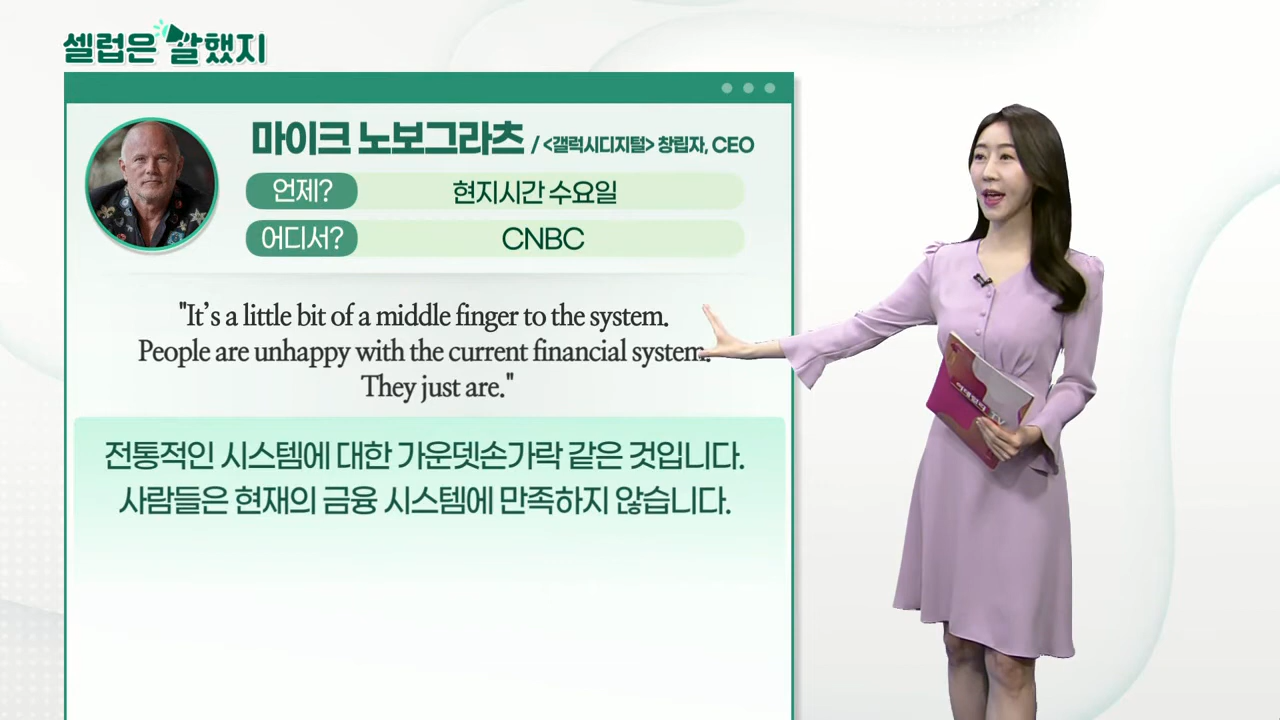 셀럽은 말했지
마이크 노보그라츠 / <갤럭시디지털> 창립자, CEO
언제? 현지시간 수요일
어디서? CNBC
"It’s a little bit of a middle finger to the system.
People are unhappy with the current financial system.
They just are."
전통적인 시스템에 대한 가운뎃손가락 같은 것입니다.
사람들은 현재의 금융 시스템에 만족하지 않습니다.
이데일리 TV